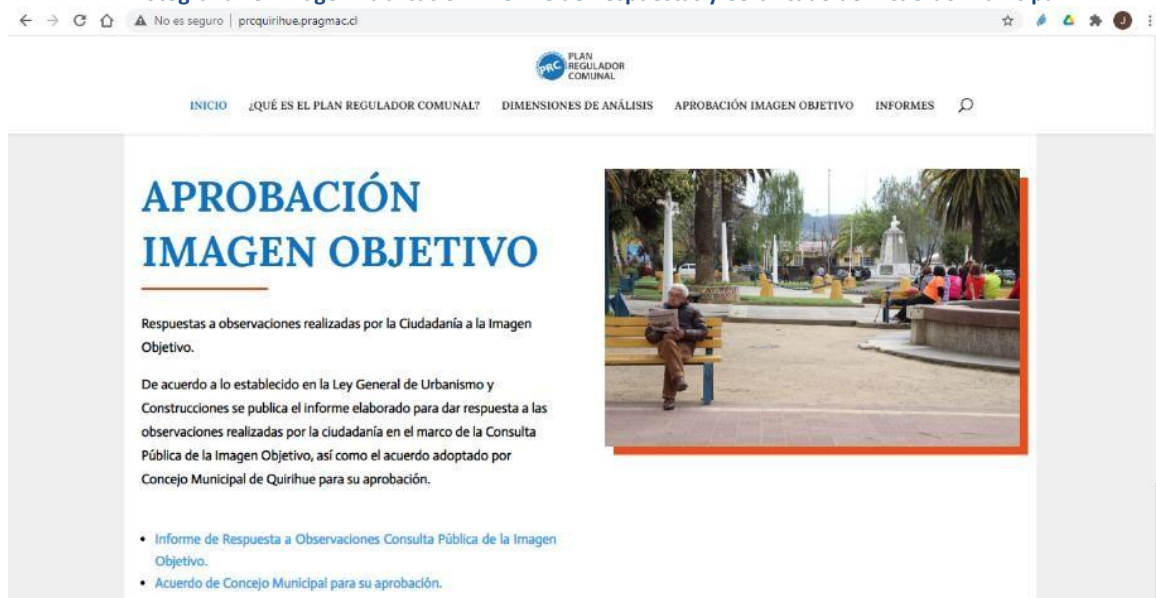 No es seguro | prcquirihue.pragmac.cl
J
PRC PLAN
REGULADOR
COMUNAL
INICIO ¿QUÉ ES EL PLAN REGULADOR COMUNAL? DIMENSIONES DE ANÁLISIS APROBACIÓN IMAGEN OBJETIVO INFORMES
APROBACIÓN
IMAGEN OBJETIVO
Respuestas a observaciones realizadas por la Ciudadanía a la Imagen
Objetivo.
De acuerdo a lo establecido en la Ley General de Urbanismo y
Construcciones se publica el informe elaborado para dar respuesta a las
observaciones realizadas por la ciudadanía en el marco de la Consulta
Pública de la Imagen Objetivo, así como el acuerdo adoptado por
Concejo Municipal de Quirihue para su aprobación.
• Informe de Respuesta a Observaciones Consulta Pública de la Imagen
Objetivo.
• Acuerdo de Concejo Municipal para su aprobación.